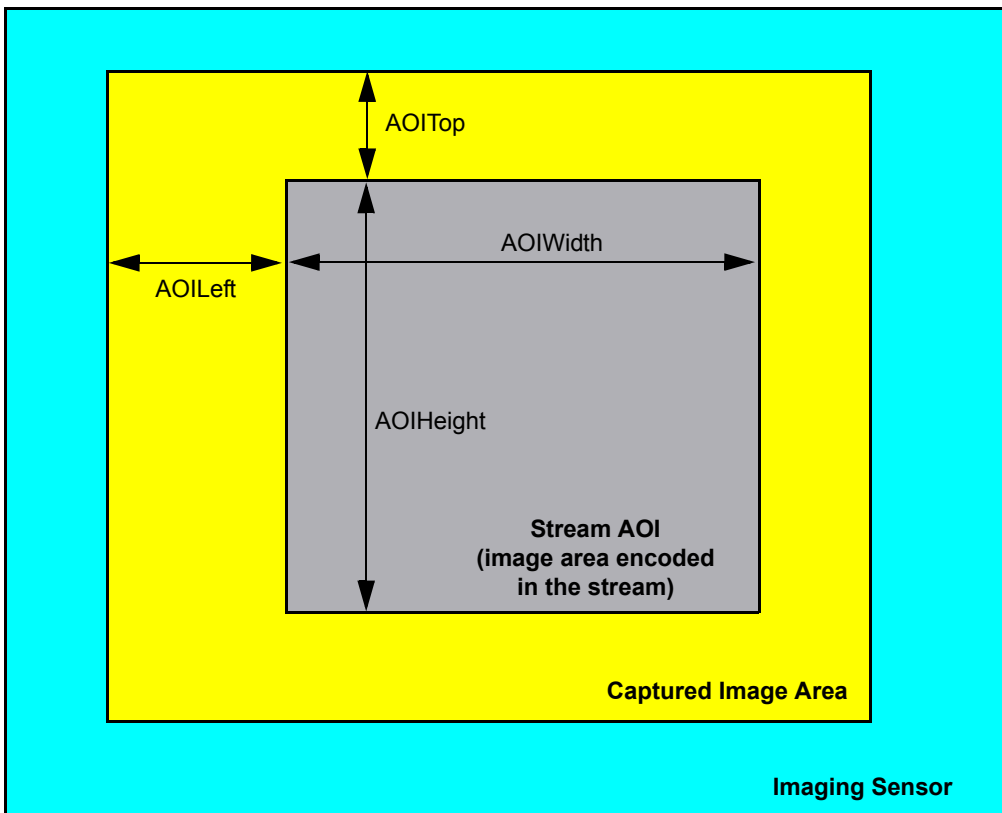 AOITop
AOIWidth
AOILeft
AOIHeight
Stream AOI
(image area encoded
in the stream)
Captured Image Area
Imaging Sensor